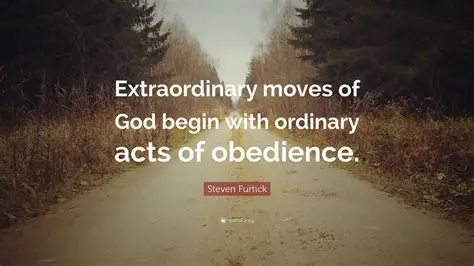 Extraordinary moves of
God begin with ordinary
acts of obedience.
Steven Furtick